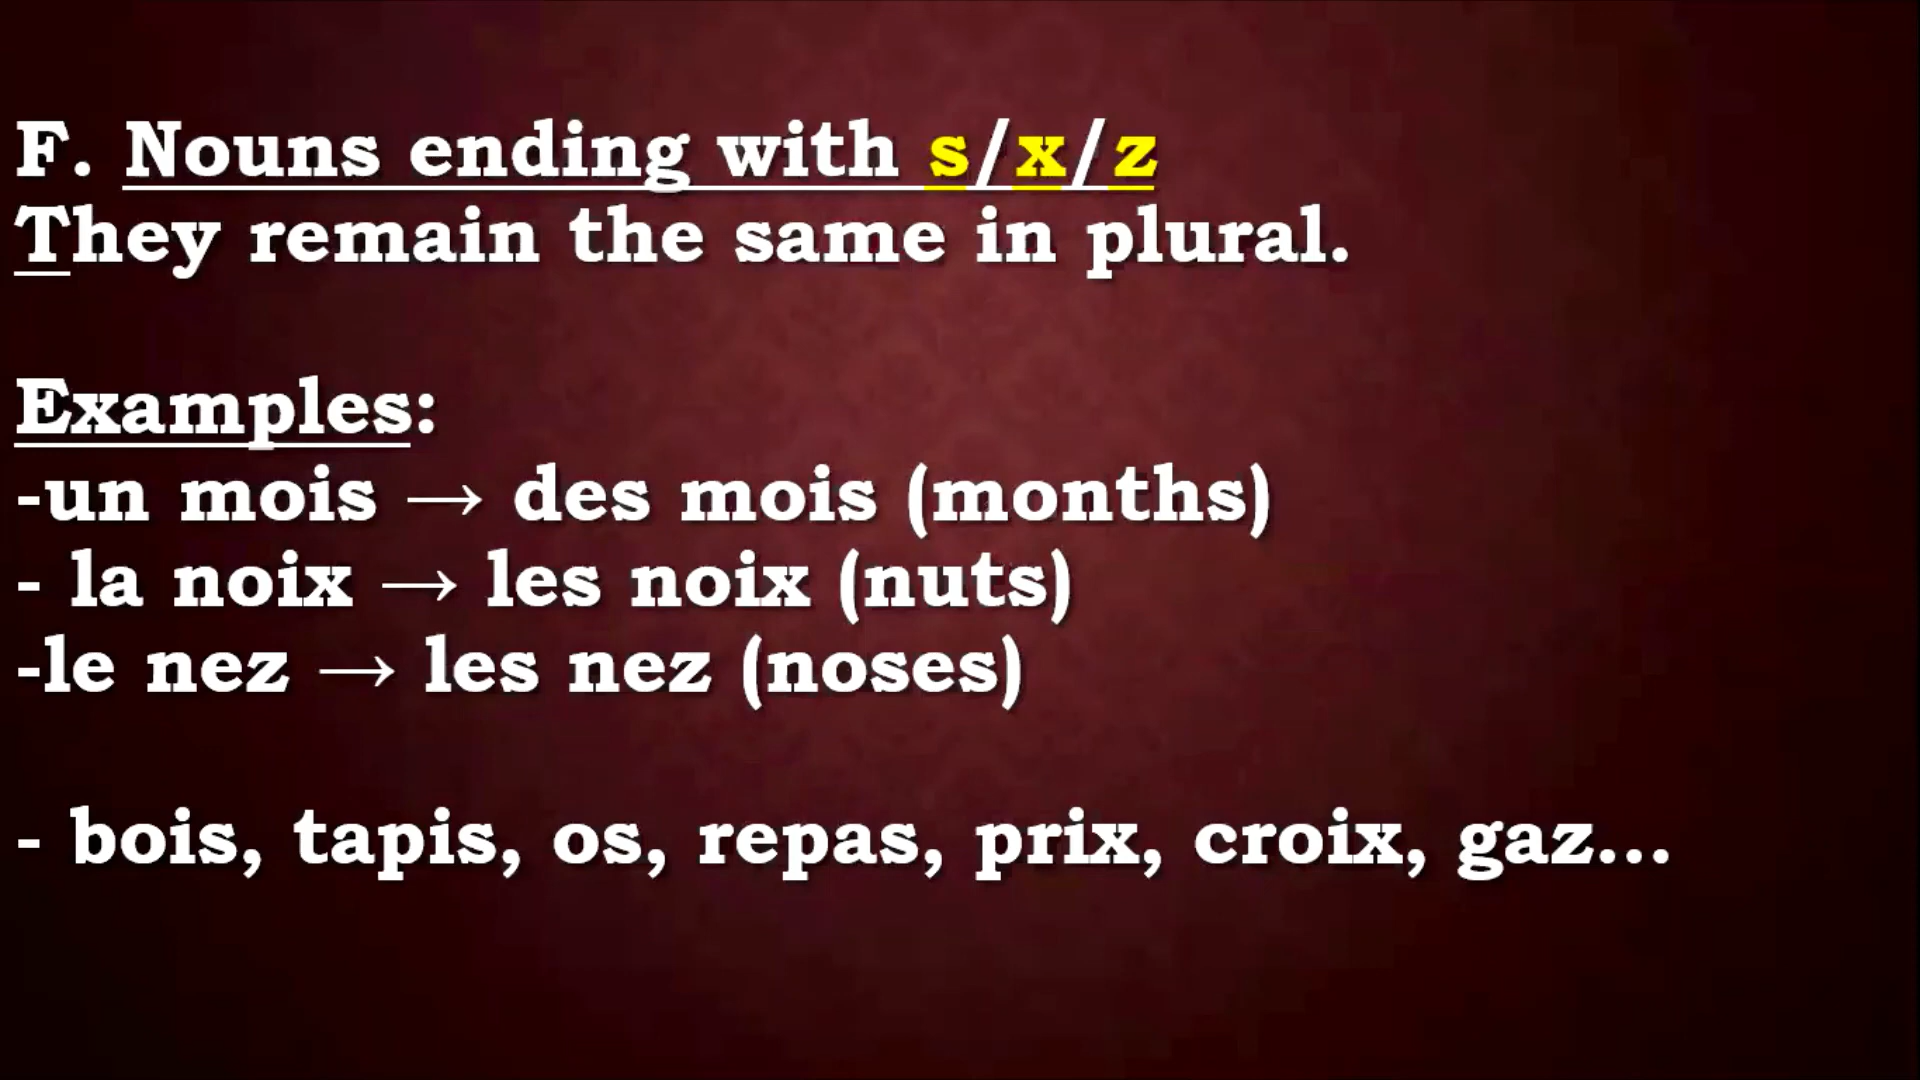 F. Nouns ending with s/x/z
They remain the same in plural.
Examples:
-un mois → des mois (months)
- la noix → les noix (nuts)
-le nez → les nez (noses)
- bois, tapis, os, repas, prix, croix, gaz...